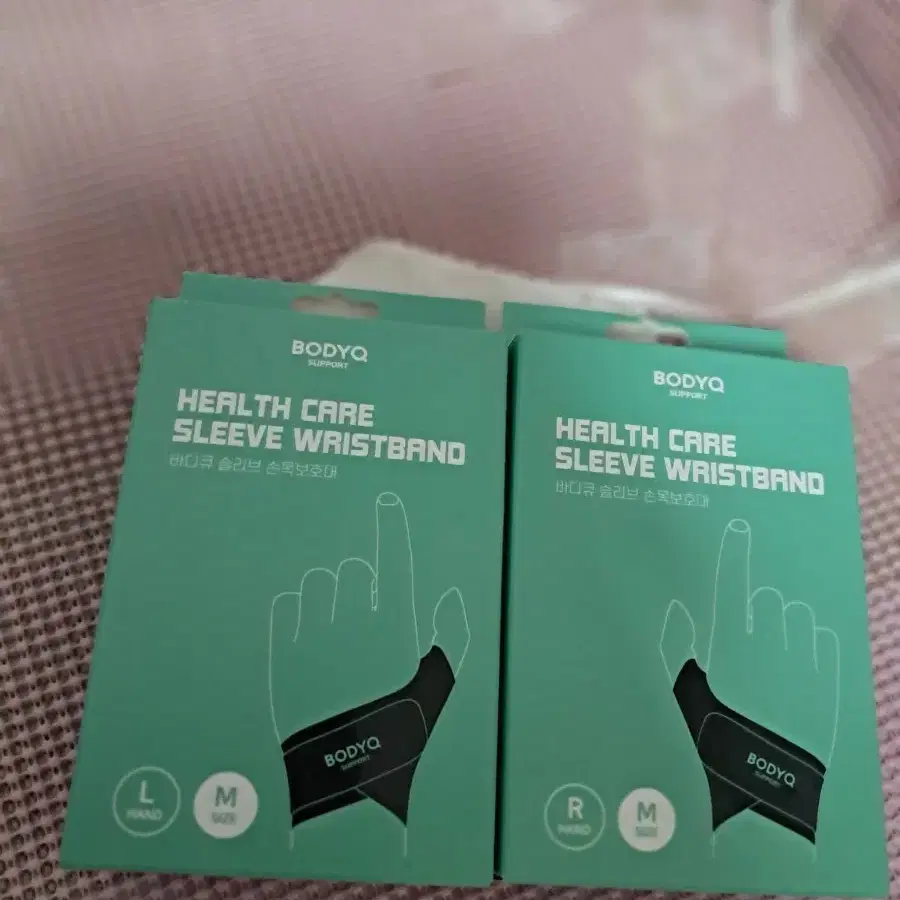 BODYQ
SUPPORT
HEALTH CARE
SLEEVE WRISTBAND
바디큐 슬리브 손목보호대
BODYQ
SUPPORT
L
HAND
M
SIZE
BODYQ
SUPPORT
HEALTH CARE
SLEEVE WRISTBAND
바디큐 슬리브 손목보호대
BODYQ
SUPPORT
R
HAND
M
SIZE